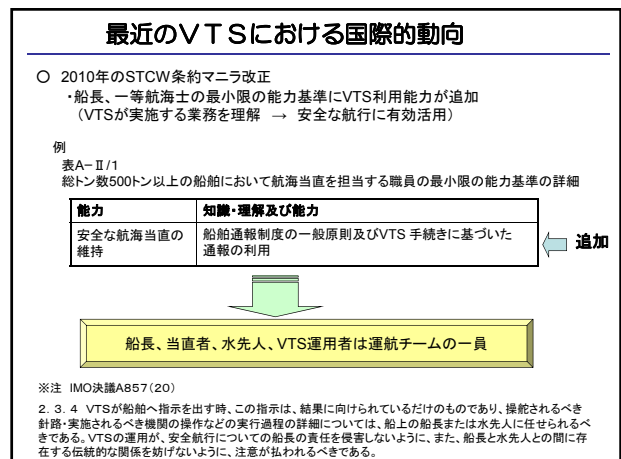 最近のVTSにおける国際的動向
○ 2010年のSTCW条約マニラ改正
・船長、一等航海士の最小限の能力基準にVTS利用能力が追加
（VTSが実施する業務を理解 → 安全な航行に有効活用）
例
表A-Ⅱ/1
総トン数500トン以上の船舶において航海当直を担当する職員の最小限の能力基準の詳細
能力 知識・理解及び能力
安全な航海当直の 船舶通報制度の一般原則及びVTS 手続きに基づいた
維持 通報の利用
追加
船長、当直者、水先人、VTS運用者は運航チームの一員
※注 IMO決議A857（20）
2．3．4 VTSが船舶へ指示を出す時、この指示は、結果に向けられているだけのものであり、操舵されるべき
針路・実施されるべき機関の操作などの実行過程の詳細については、船上の船長または水先人に任せられるべ
きである。VTSの運用が、安全航行についての船長の責任を侵害しないように、また、船長と水先人との間に存
在する伝統的な関係を妨げないように、注意が払われるべきである。